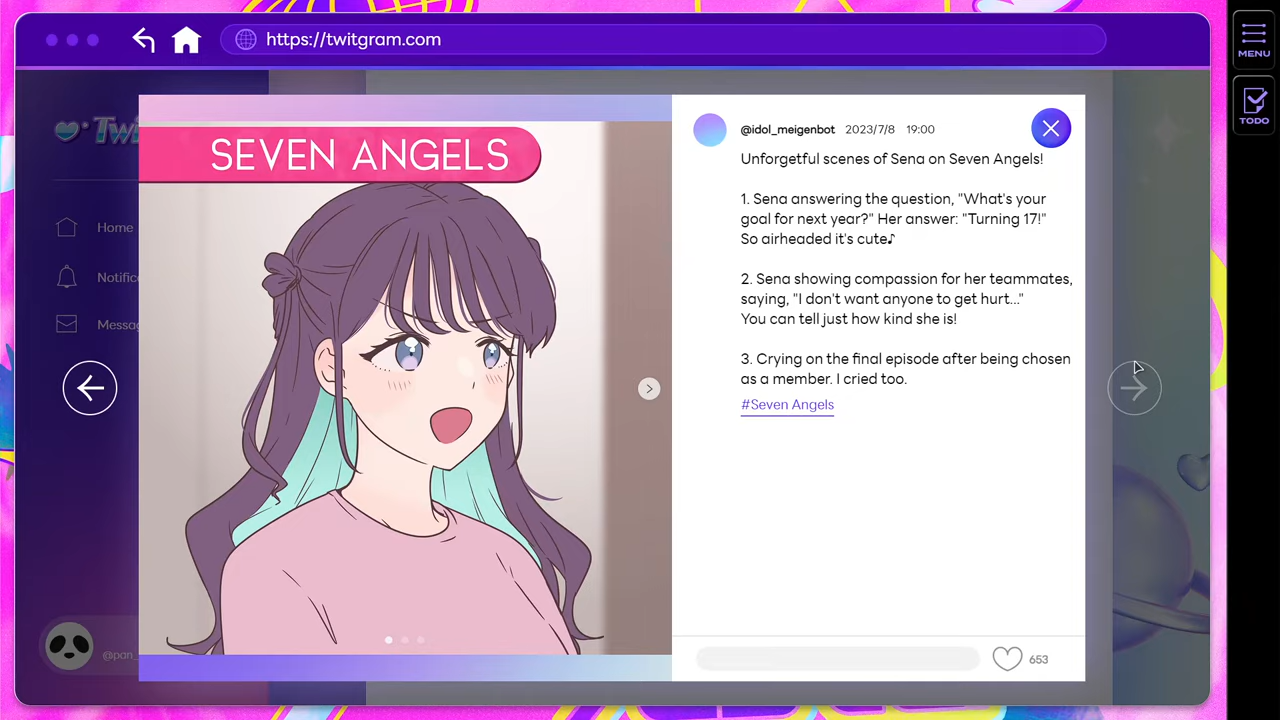 https://twitgram.com
MENU
TODO
Twi
Home
Notific
Messag
@pan_
SEVEN ANGELS
@idol_meigenbot 2023/7/8 19:00
Unforgetful scenes of Sena on Seven Angels!
1. Sena answering the question, "What's your
goal for next year?" Her answer: "Turning 17!"
So airheaded it's cute♪
2. Sena showing compassion for her teammates,
saying, "I don't want anyone to get hurt..."
You can tell just how kind she is!
3. Crying on the final episode after being chosen
as a member. I cried too.
#Seven Angels
653